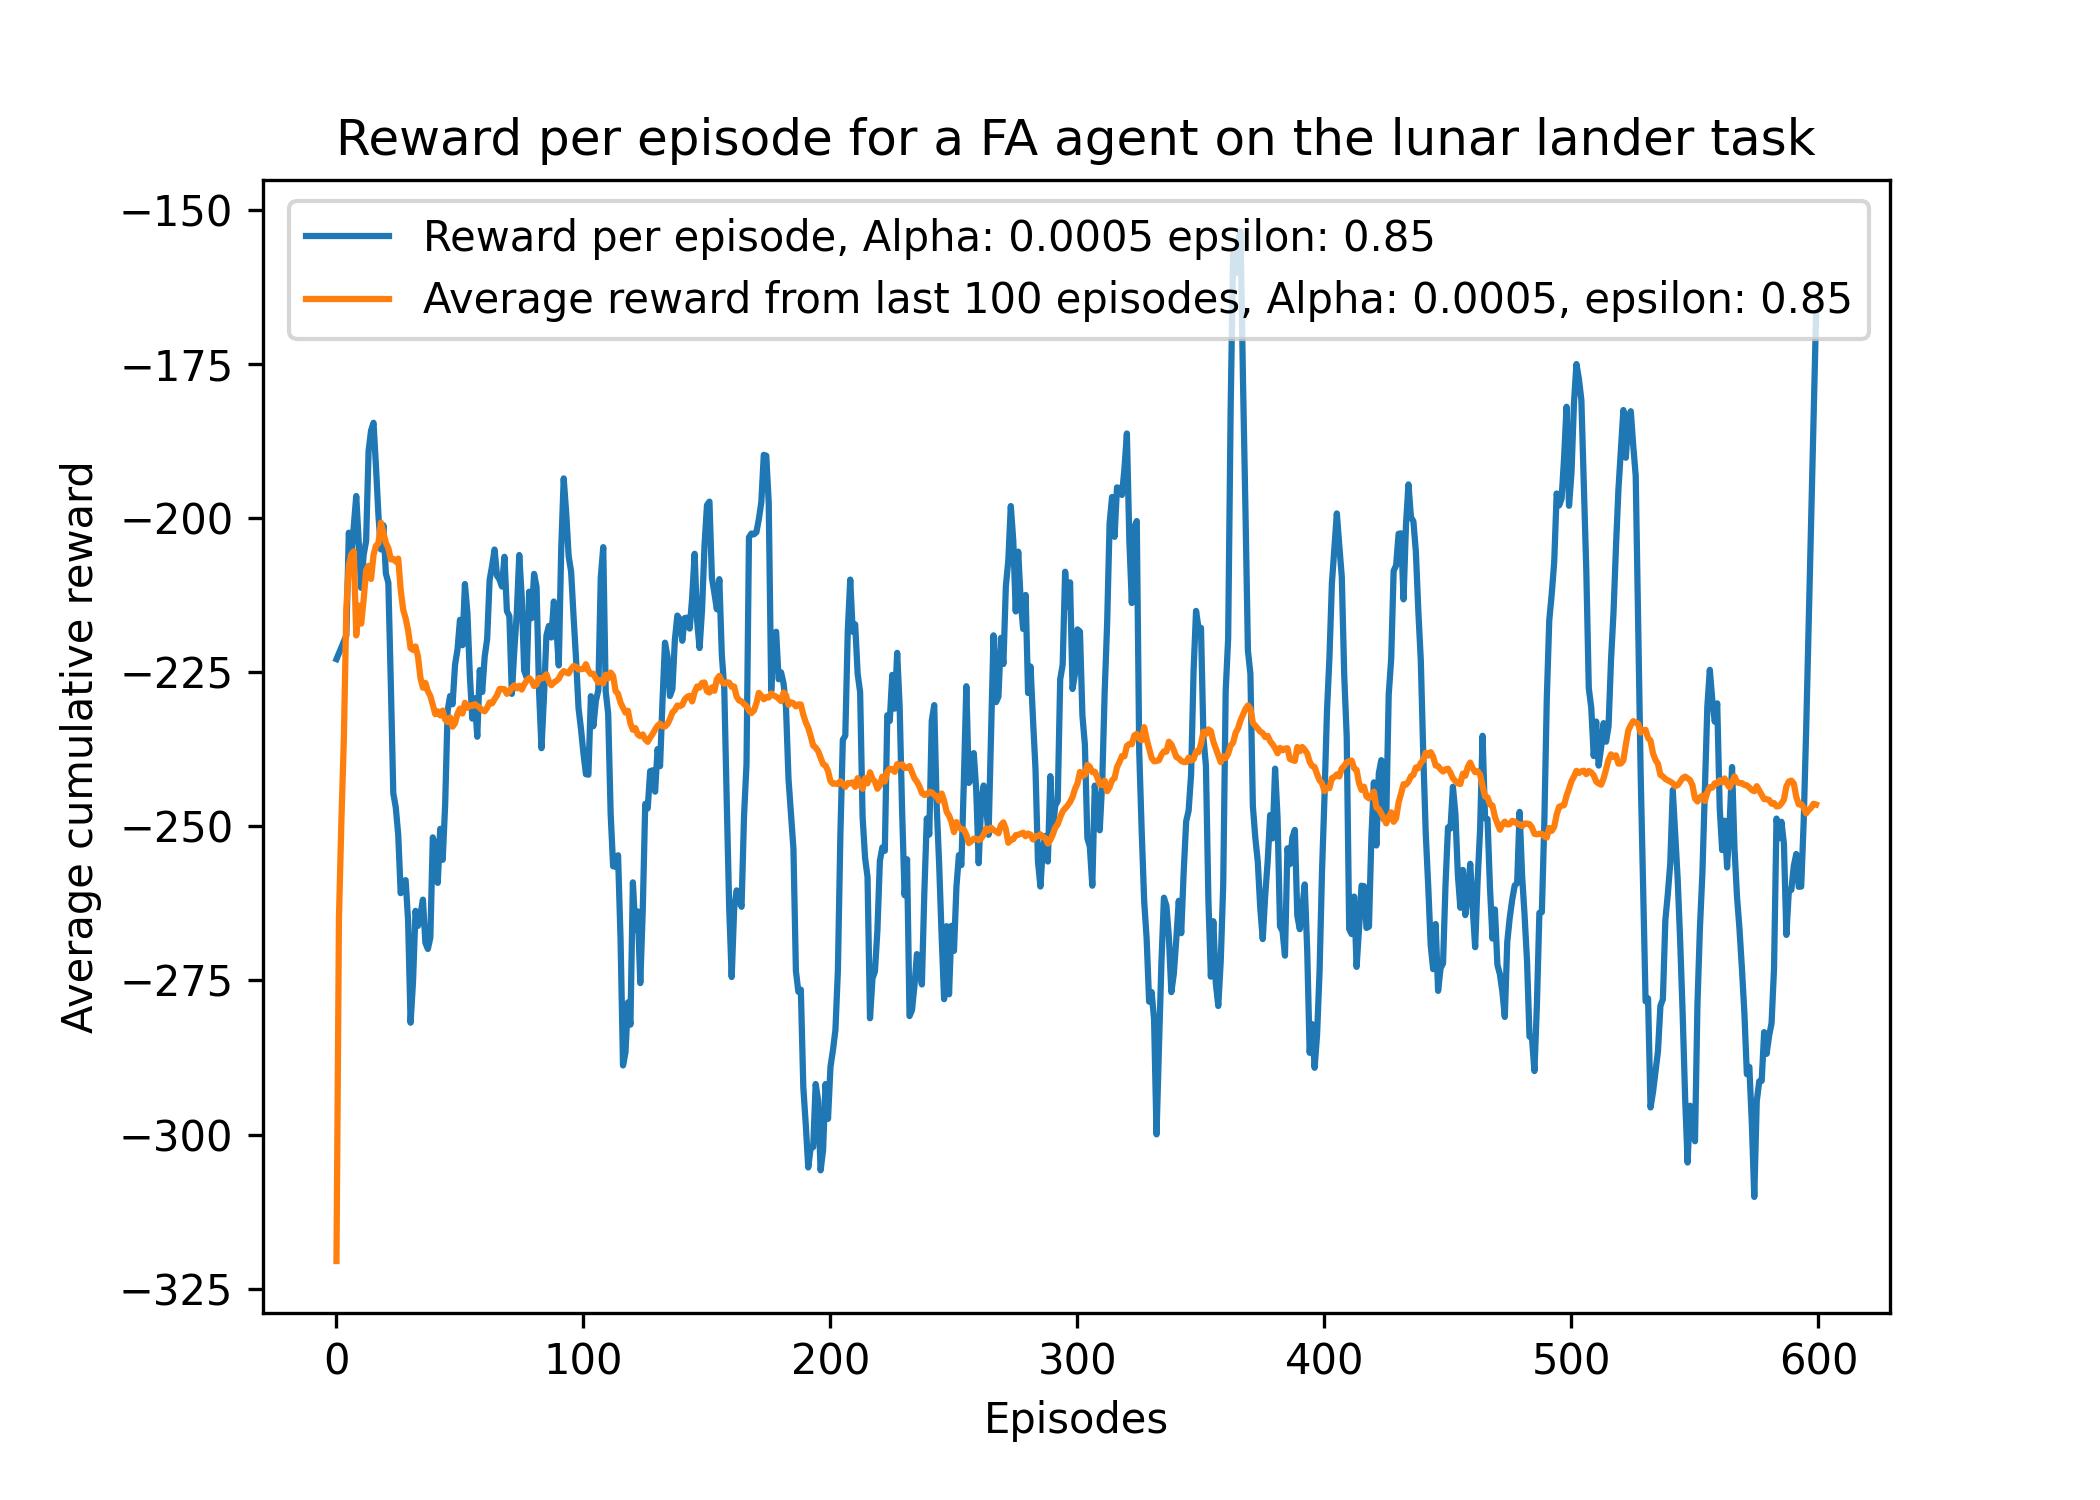 Reward per episode for a FA agent on the lunar lander task
Reward per episode, Alpha: 0.0005 epsilon: 0.85
Average reward from last 100 episodes, Alpha: 0.0005, epsilon: 0.85
Average cumulative reward
−150
−175
−200
−225
−250
−275
−300
−325
0 100 200 300 400 500 600
Episodes